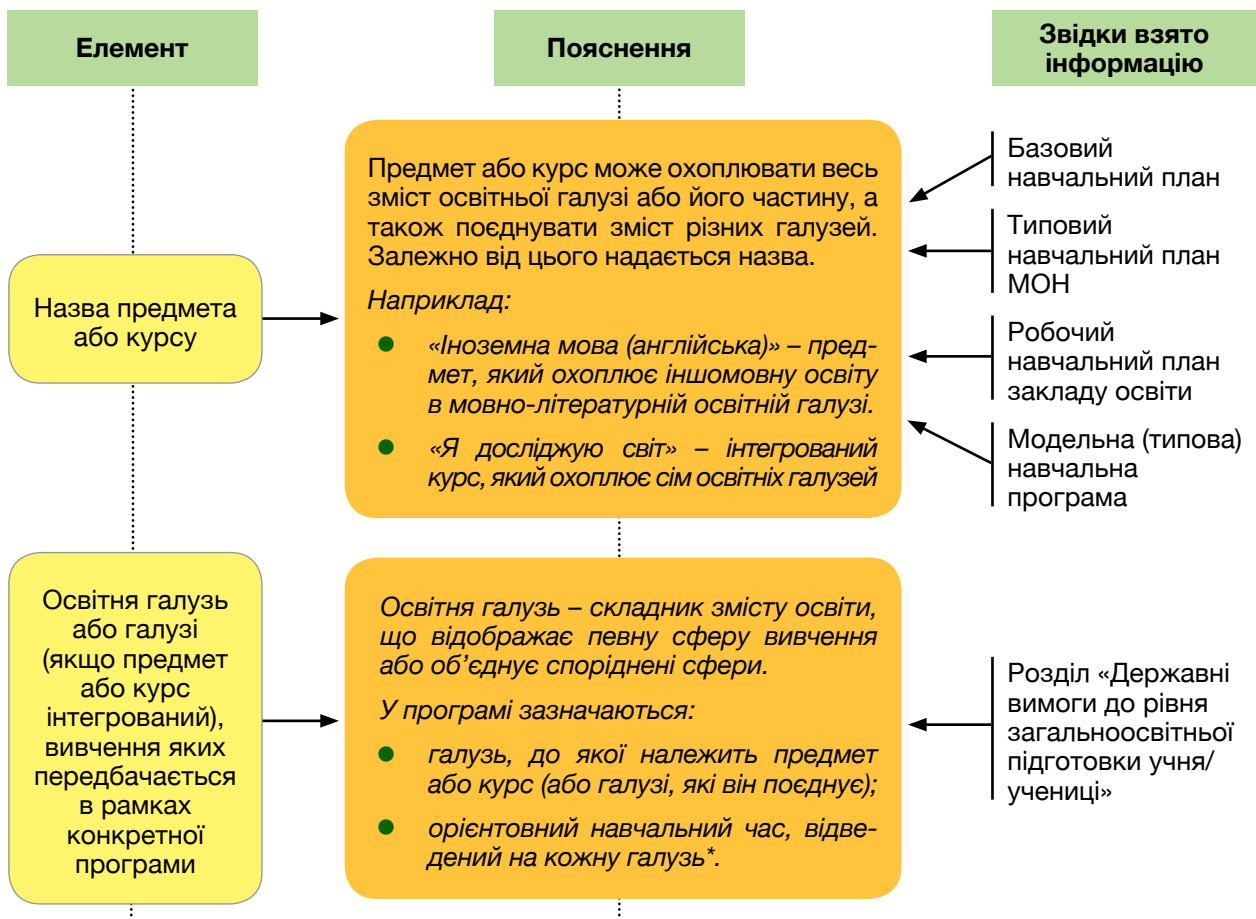 Елемент
Пояснення
Звідки взято
інформацію
Назва предмета
або курсу
Предмет або курс може охоплювати весь
зміст освітньої галузі або його частину, а
також поєднувати зміст різних галузей.
Залежно від цього надається назва.
Наприклад:
«Іноземна мова (англійська)» – пред-
мет, який охоплює іншомовну освіту
в мовно-літературній освітній галузі.
«Я досліджую світ» – інтегрований
курс, який охоплює сім освітніх галузей
Базовий
навчальний план
Типовий
навчальний план
МОН
Робочий
навчальний план
закладу освіти
Модельна (типова)
навчальна
програма
Освітня галузь
або галузі
(якщо предмет
або курс
інтегрований),
вивчення яких
передбачається
в рамках
конкретної
програми
Освітня галузь – складник змісту освіти,
що відображає певну сферу вивчення
або об’єднує споріднені сфери.
У програмі зазначаються:
галузь, до якої належить предмет
або курс (або галузі, які він поєднує);
орієнтовний навчальний час, відве-
дений на кожну галузь*.
Розділ «Державні
вимоги до рівня
загальноосвітньої
підготовки учня/
учениці»